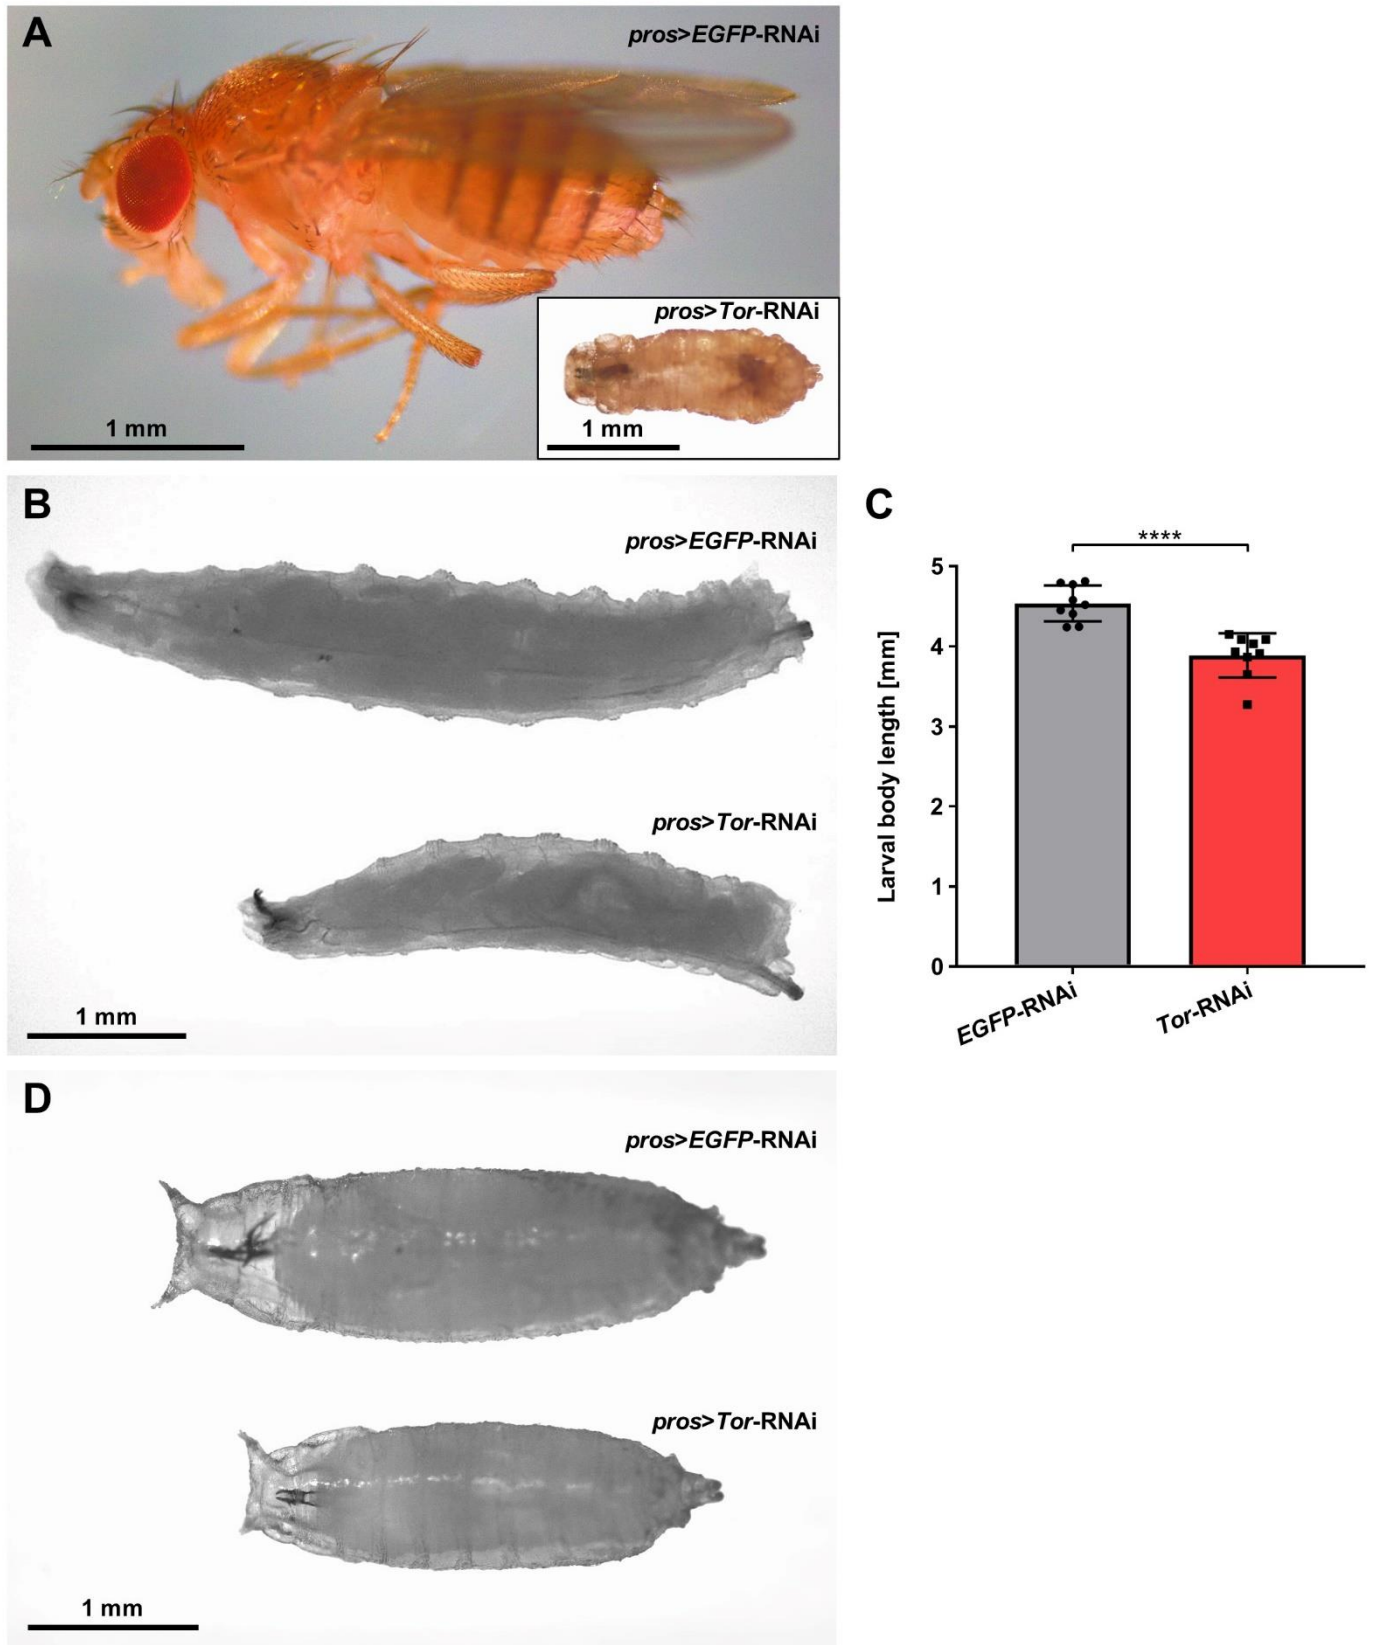 A
pros>EGFP-RNAi
pros>Tor-RNAi
1 mm
1 mm
B
pros>EGFP-RNAi
pros>Tor-RNAi
1 mm
C
****
5
4
3
2
1
0
Larval body length [mm]
EGFP-RNAi
Tor-RNAi
D
pros>EGFP-RNAi
pros>Tor-RNAi
1 mm